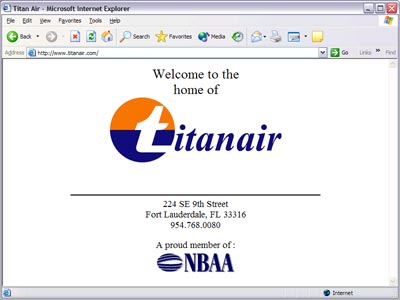 Titan Air - Microsoft Internet Explorer
File Edit View Favorites Tools Help
Back Search Favorites
Address http://www.titanair.com/ Go Links
Welcome to the
home of
titanair
224 SE 9th Street
Fort Lauderdale, FL 33316
954.768.0080
A proud member of :
NBAA
Internet